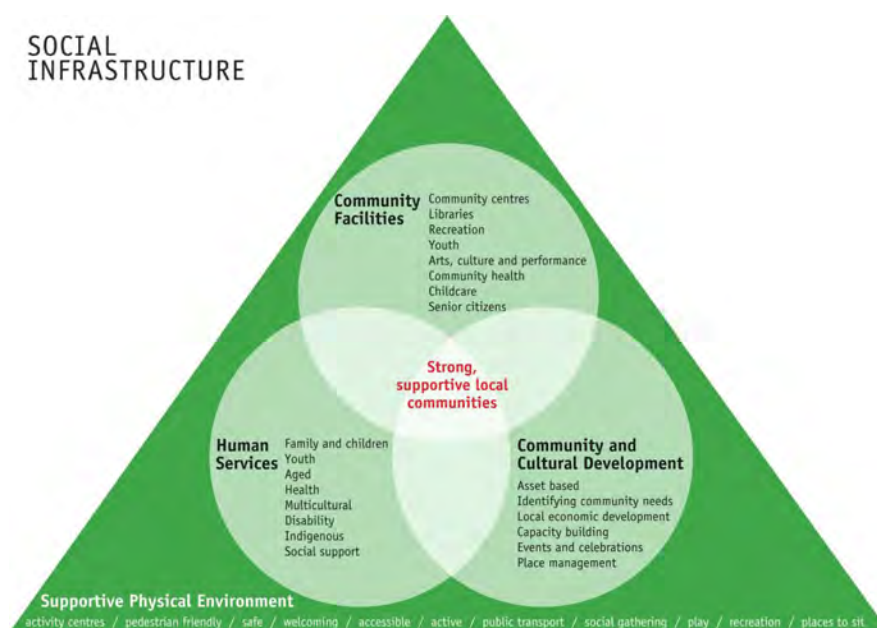 SOCIAL
INFRASTRUCTURE
Community
Facilities
Community centres
Libraries
Recreation
Youth
Arts, culture and performance
Community health
Childcare
Senior citizens
Strong,
supportive local
communities
Human
Services
Family and children
Youth
Aged
Health
Multicultural
Disability
Indigenous
Social support
Community and
Cultural Development
Asset based
Identifying community needs
Local economic development
Capacity building
Events and celebrations
Place management
Supportive Physical Environment
activity centres / pedestrian friendly / safe / welcoming / accessible / active / public transport / social gathering / play / recreation / places to sit